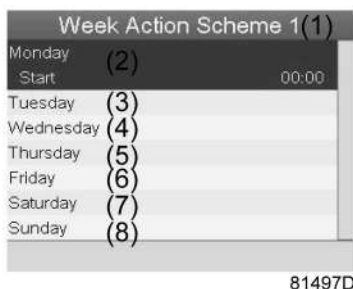 Week Action Scheme 1(1)
Monday (2)
Start 00:00
Tuesday (3)
Wednesday (4)
Thursday (5)
Friday (6)
Saturday (7)
Sunday (8)
81497D